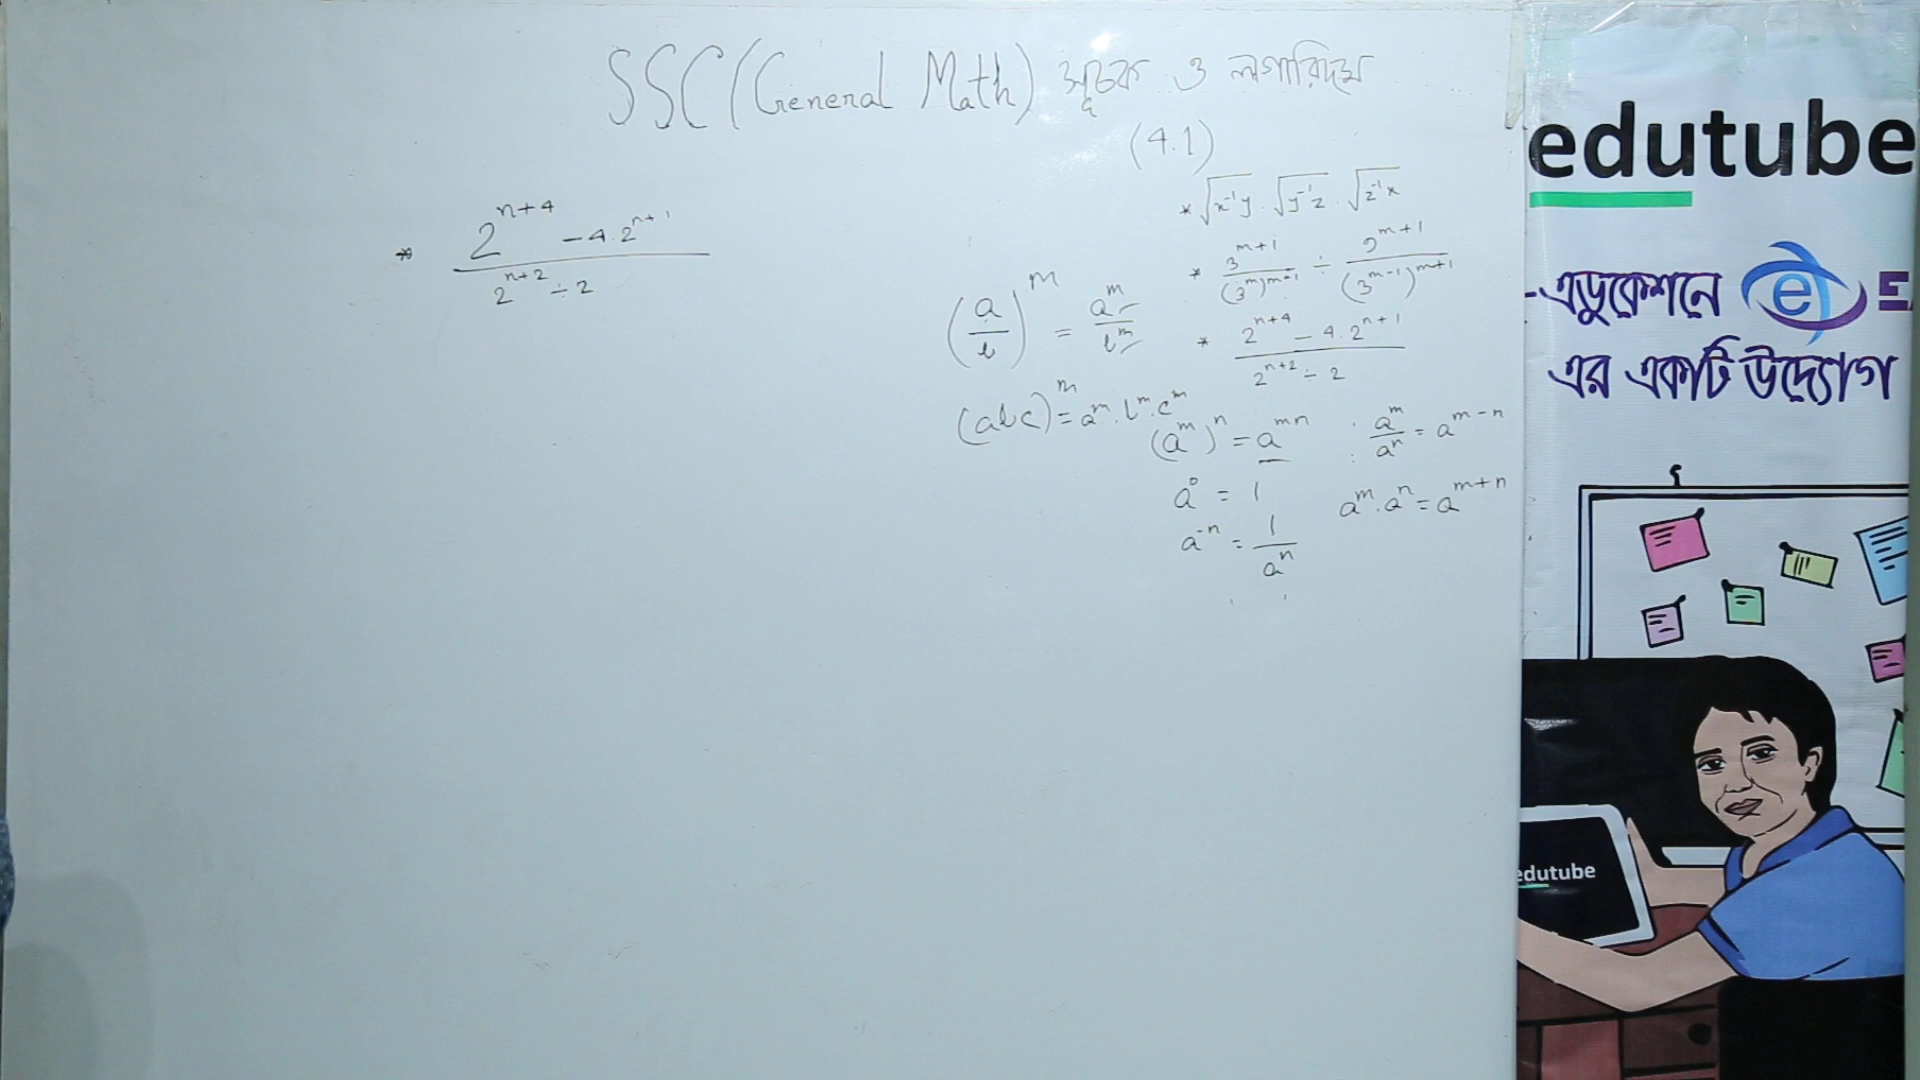 SSC (General Math) সূচক ও লগারিদম
(4.1)
* (2^{n+4} - 4.2^{n+1}) / (2^{n+2} ÷ 2)
* √(x⁻¹y) . √(y⁻¹z) . √(z⁻¹x)
* 3^{m+1} / (3^m)^{m-1} ÷ 9^{m+1} / (3^{m-1})^{m+1}
* (2^{n+4} - 4.2^{n+1}) / (2^{n+2} ÷ 2)
(a/b)^m = a^m / b^m
(abc)^m = a^m . b^m . c^m
(a^m)^n = a^{mn}
a^m / a^n = a^{m-n}
a^0 = 1
a^m . a^n = a^{m+n}
a^{-n} = 1 / a^n
edutube
-এডুকেশনে e E
এর একটি উদ্যোগ
edutube